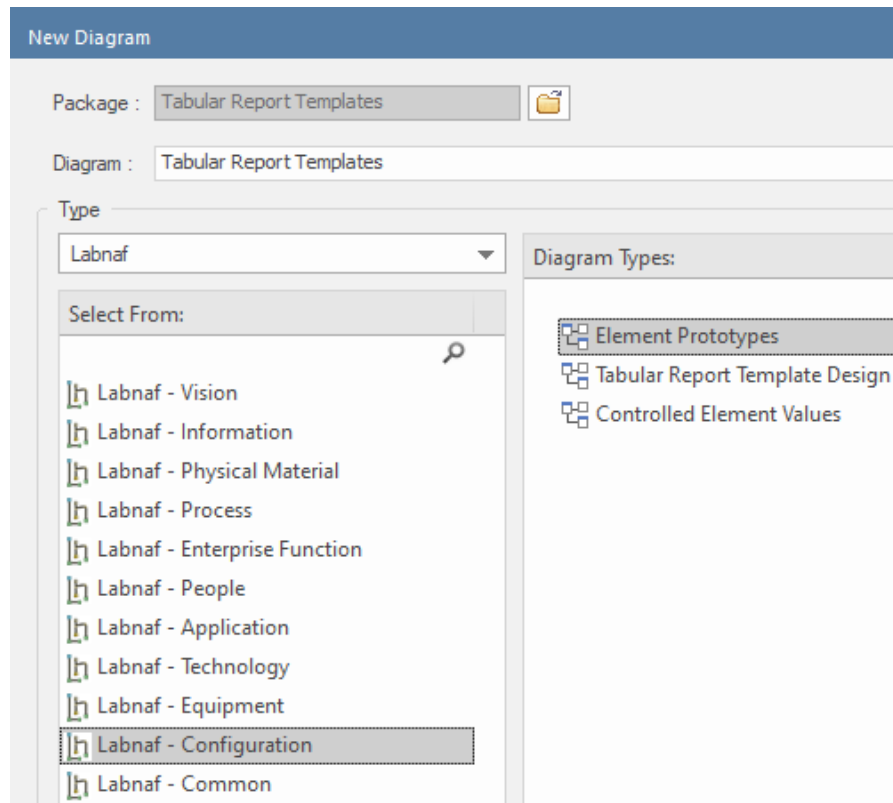 New Diagram
Package : Tabular Report Templates
Diagram : Tabular Report Templates
Type
Labnaf
Select From:
Labnaf - Vision
Labnaf - Information
Labnaf - Physical Material
Labnaf - Process
Labnaf - Enterprise Function
Labnaf - People
Labnaf - Application
Labnaf - Technology
Labnaf - Equipment
Labnaf - Configuration
Labnaf - Common
Diagram Types:
Element Prototypes
Tabular Report Template Design
Controlled Element Values